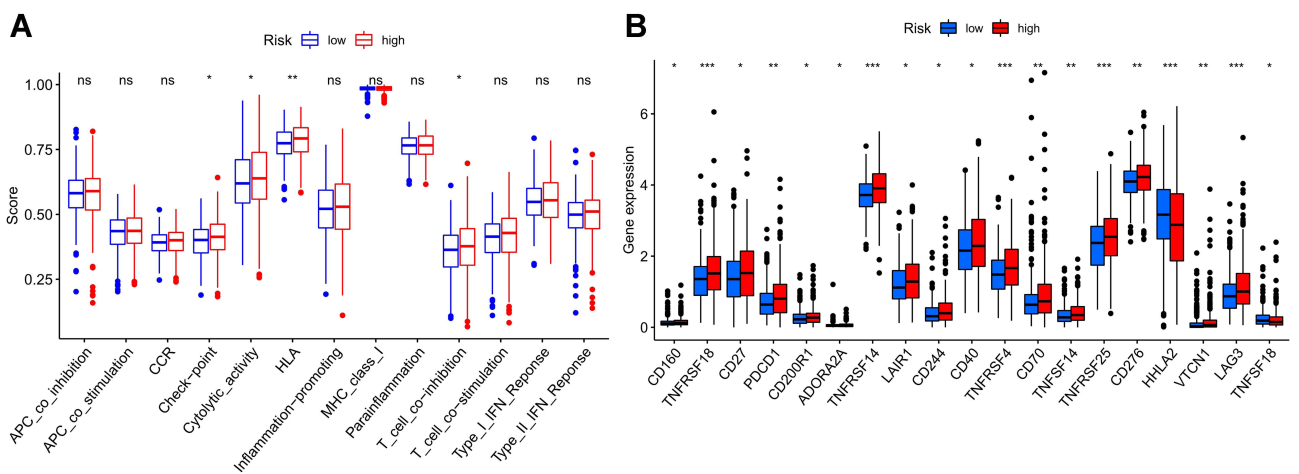 A
Risk low high
ns ns ns * * ** ns ns ns * ns ns ns
1.00
0.75
0.50
0.25
Score
APC_co_inhibition
APC_co_stimulation
CCR
Check-point
Cytolytic_activity
HLA
Inflammation-promoting
MHC_class_I
Parainflammation
T_cell_co-inhibition
T_cell_co-stimulation
Type_I_IFN_Reponse
Type_II_IFN_Reponse
B
Risk low high
* *** * ** * * *** * * * *** ** * *** ** *** ** *** *
6
4
2
0
Gene expression
CD160
TNFRSF18
CD27
PDCD1
CD200R1
ADORA2A
TNFRSF14
LAIR1
CD244
CD40
TNFRSF4
CD70
TNFSF14
TNFRSF25
CD276
HHLA2
VTCN1
LAG3
TNFSF18